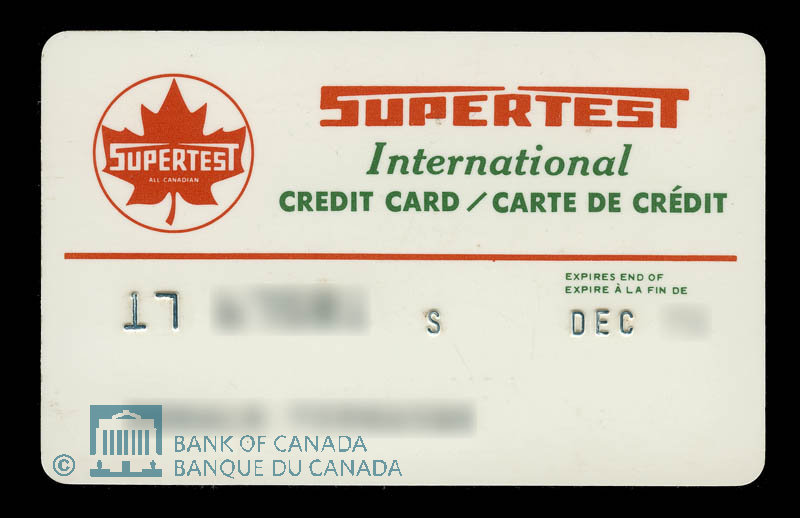 SUPERTEST
ALL CANADIAN
SUPERTEST
International
CREDIT CARD / CARTE DE CRÉDIT
EXPIRES END OF
EXPIRE À LA FIN DE
17 S DEC
© BANK OF CANADA
BANQUE DU CANADA